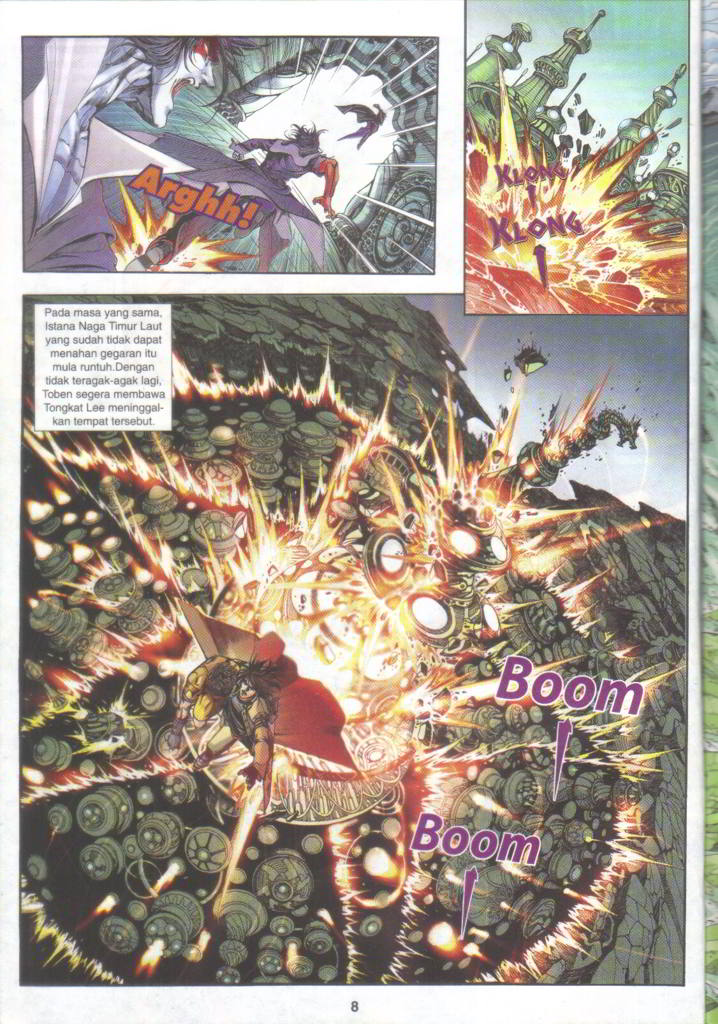 Arghh!
KLONG
KLONG
Pada masa yang sama,
Istana Naga Timur Laut
yang sudah tidak dapat
menahan gegaran itu
mula runtuh.Dengan
tidak teragak-agak lagi,
Toben segera membawa
Tongkat Lee meninggal-
kan tempat tersebut.
Boom
Boom
8